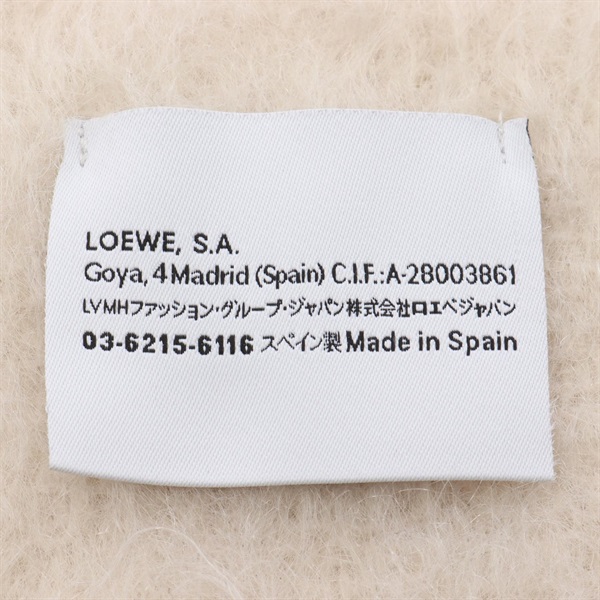 LOEWE, S.A.
Goya, 4 Madrid (Spain) C.I.F.:A-28003861
LVMHファッション・グループ・ジャパン株式会社ロエベジャパン
03-6215-6116 スペイン製 Made in Spain